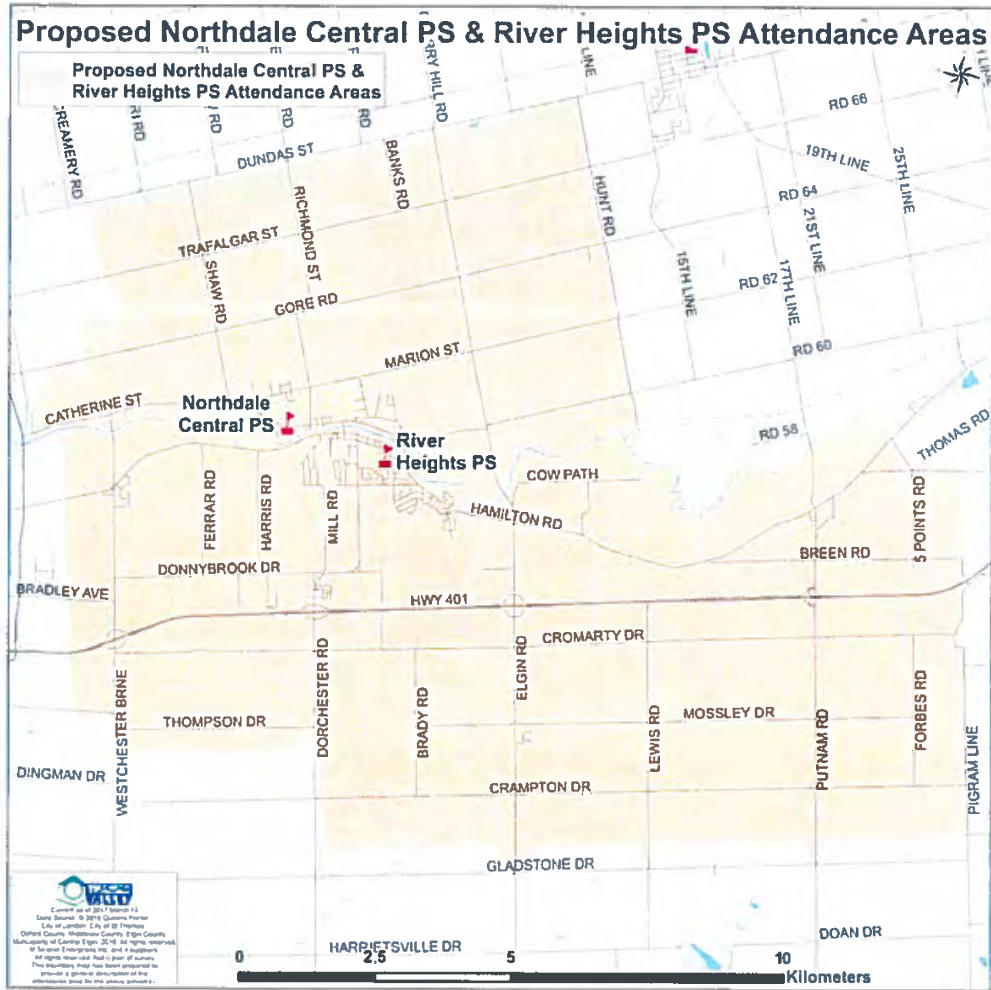 Proposed Northdale Central PS & River Heights PS Attendance Areas
Proposed Northdale Central PS &
River Heights PS Attendance Areas
CREAMERY RD
RD
RD
RD
RRY HILL RD
LINE
LINE
RD 66
DUNDAS ST
BANKS RD
19TH LINE
25TH LINE
RICHMOND ST
HUNT RD
RD 64
21ST LINE
TRAFALGAR ST
SHAW RD
15TH LINE
17TH LINE
RD 62
GORE RD
MARION ST
RD 60
CATHERINE ST
Northdale
Central PS
River
Heights PS
RD 58
THOMAS RD
COW PATH
FERRAR RD
HARRIS RD
MILL RD
HAMILTON RD
5 POINTS RD
BREEN RD
DONNYBROOK DR
BRADLEY AVE
HWY 401
CROMARTY DR
WESTCHESTER BRNE
DORCHESTER RD
BRADY RD
ELGIN RD
LEWIS RD
MOSSLEY DR
PUTNAM RD
FORBES RD
PIGRAM LINE
THOMPSON DR
DINGMAN DR
CRAMPTON DR
GLADSTONE DR
HARRIETSVILLE DR
DOAN DR
0 2.5 5 10
Kilometers